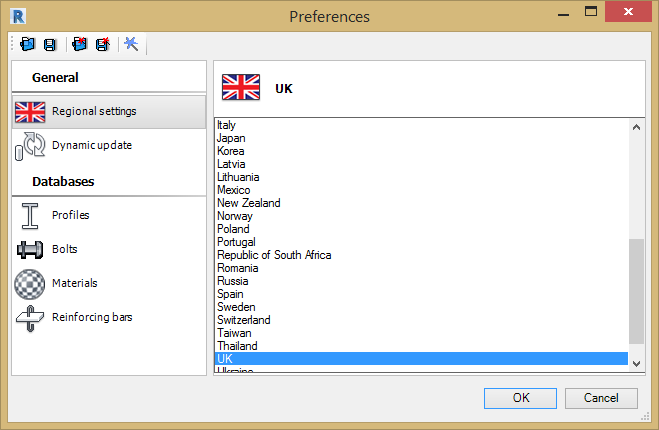 Preferences
General
Regional settings
Dynamic update
Databases
Profiles
Bolts
Materials
Reinforcing bars
UK
Italy
Japan
Korea
Latvia
Lithuania
Mexico
New Zealand
Norway
Poland
Portugal
Republic of South Africa
Romania
Russia
Spain
Sweden
Switzerland
Taiwan
Thailand
UK
Ukraine
OK
Cancel